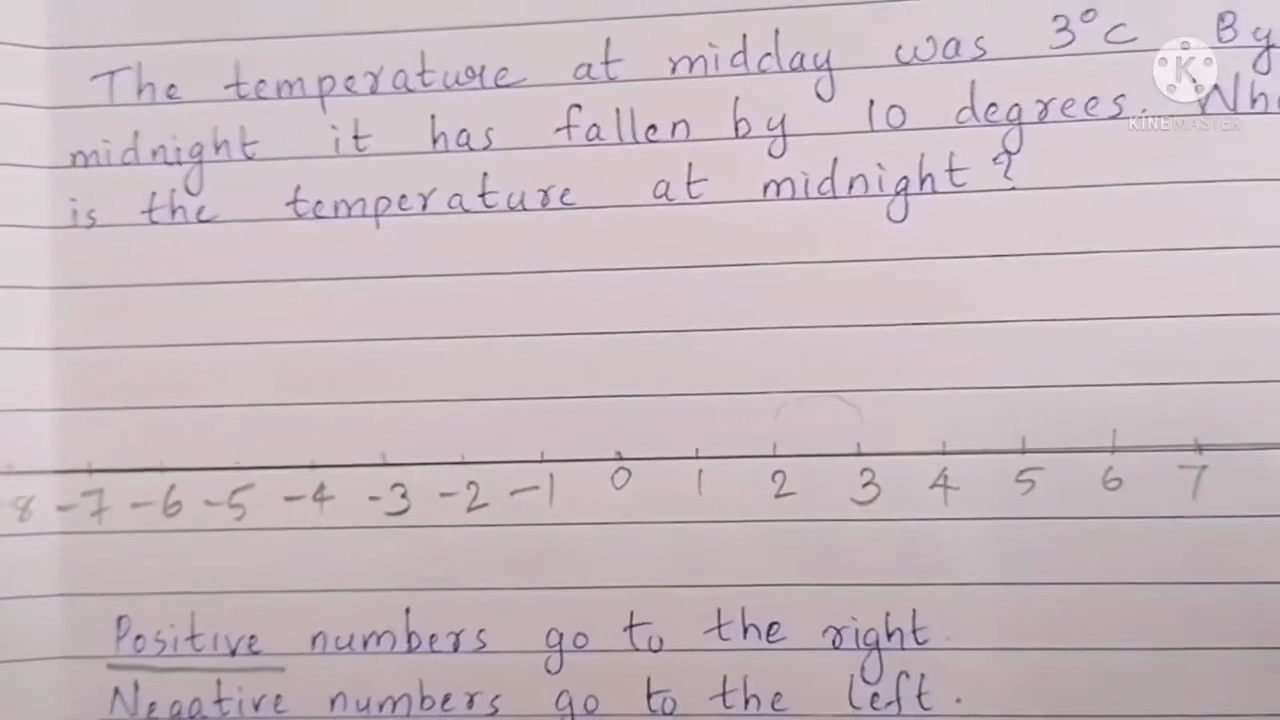 The temperature at midday was 3°C By
midnight it has fallen by 10 degrees. Wh
is the temperature at midnight?
K
KINEMASTER
8 -7 -6 -5 -4 -3 -2 -1 0 1 2 3 4 5 6 7
Positive numbers go to the right.
Negative numbers go to the left.